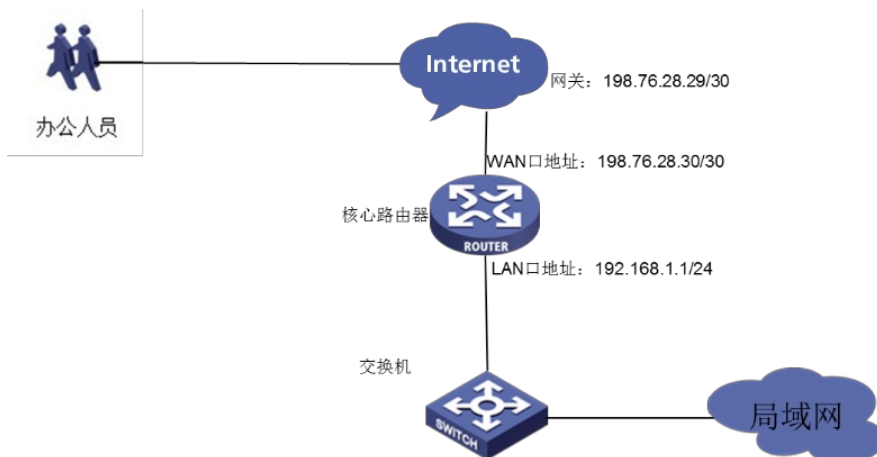 Internet
网关：198.76.28.29/30
办公人员
WAN口地址：198.76.28.30/30
核心路由器
ROUTER
LAN口地址：192.168.1.1/24
交换机
SWITCH
局域网